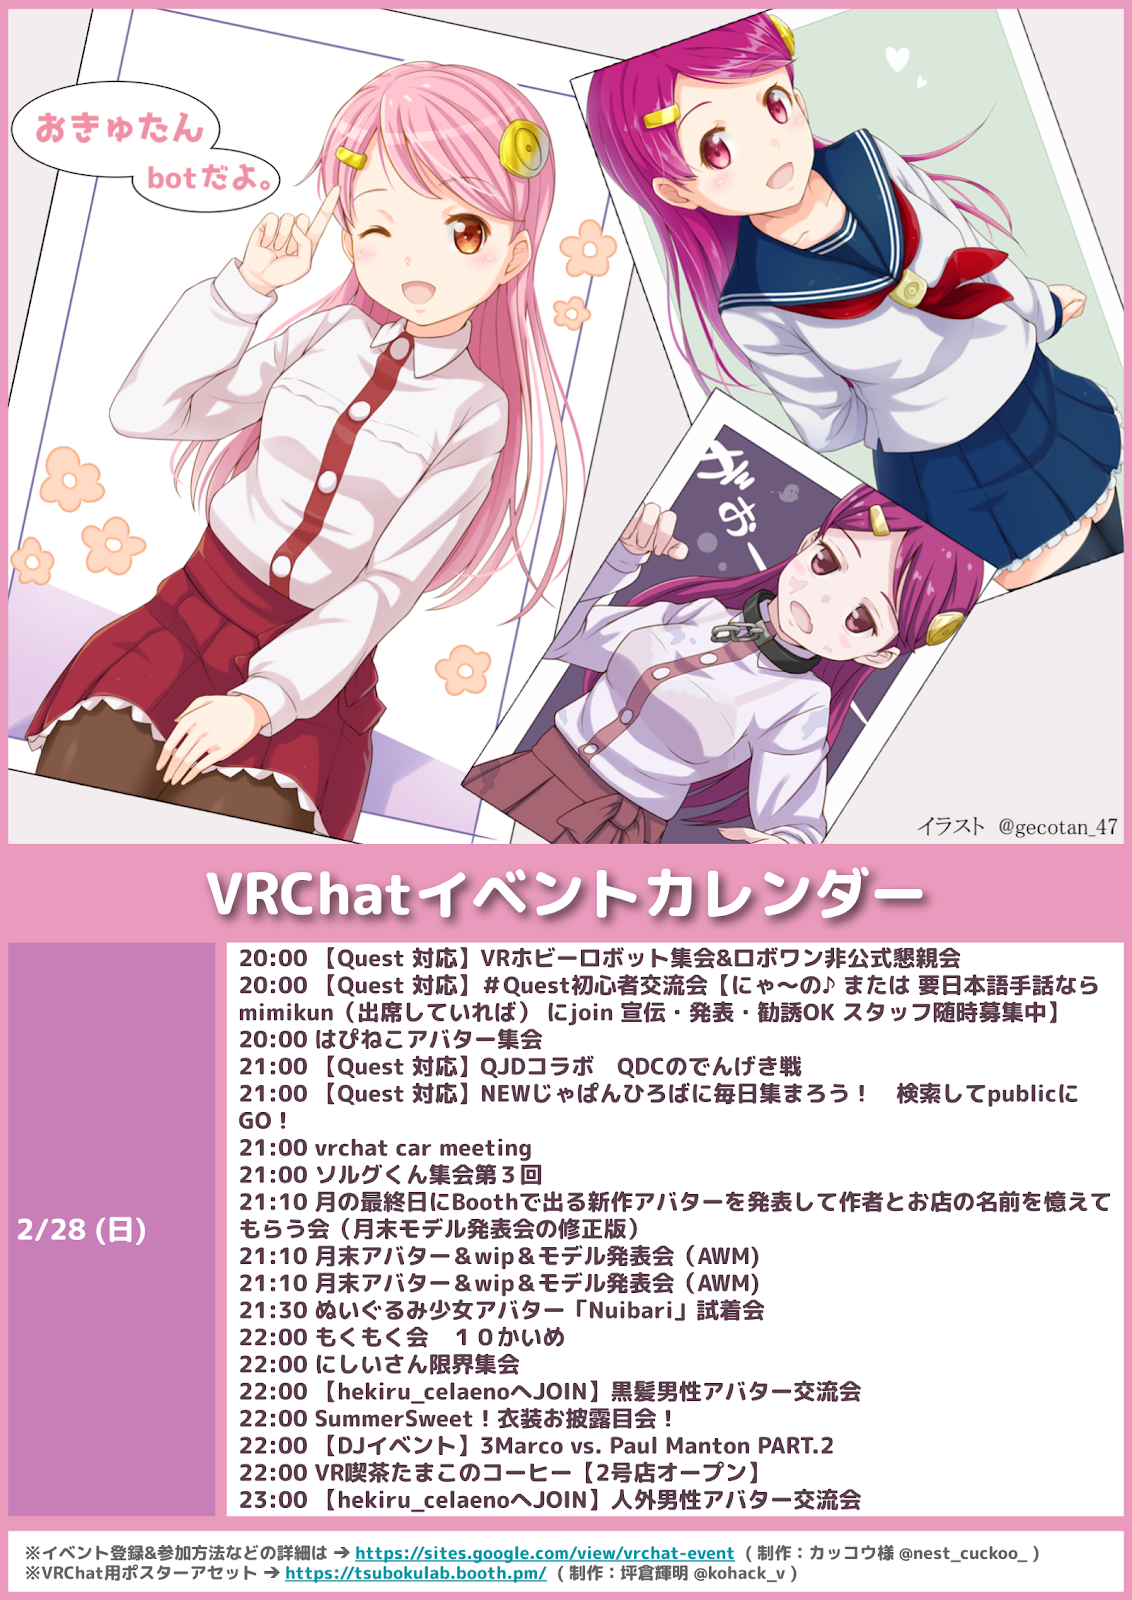 おきゅたん
botだよ。
がおー
イラスト @gecotan_47
VRChatイベントカレンダー
2/28 (日)
20:00 【Quest 対応】VRホビーロボット集会&ロボワン非公式懇親会
20:00 【Quest 対応】＃Quest初心者交流会【にゃ～の♪ または 要日本語手話なら
mimikun（出席していれば） にjoin 宣伝・発表・勧誘OK スタッフ随時募集中】
20:00 はぴねこアバター集会
21:00 【Quest 対応】QJDコラボ　QDCのでんげき戦
21:00 【Quest 対応】NEWじゃぱんひろばに毎日集まろう！　検索してpublicに
GO！
21:00 vrchat car meeting
21:00 ソルグくん集会第３回
21:10 月の最終日にBoothで出る新作アバターを発表して作者とお店の名前を憶えて
もらう会（月末モデル発表会の修正版）
21:10 月末アバター＆wip＆モデル発表会（AWM)
21:10 月末アバター＆wip＆モデル発表会（AWM)
21:30 ぬいぐるみ少女アバター「Nuibari」試着会
22:00 もくもく会　１０かいめ
22:00 にしいさん限界集会
22:00 【hekiru_celaenoへJOIN】黒髪男性アバター交流会
22:00 SummerSweet！衣装お披露目会！
22:00 【DJイベント】3Marco vs. Paul Manton PART.2
22:00 VR喫茶たまこのコーヒー【2号店オープン】
23:00 【hekiru_celaenoへJOIN】人外男性アバター交流会
※イベント登録&参加方法などの詳細は → https://sites.google.com/view/vrchat-event （ 制作：カッコウ様 @nest_cuckoo_ ）
※VRChat用ポスターアセット → https://tsubokulab.booth.pm/ （ 制作：坪倉輝明 @kohack_v ）